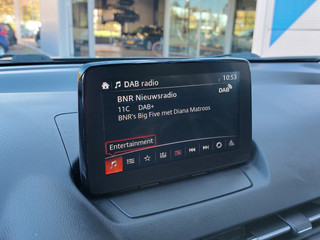 DAB radio
10:53
BNR Nieuwsradio
DAB
11C DAB+
BNR's Big Five met Diana Matroos
Entertainment